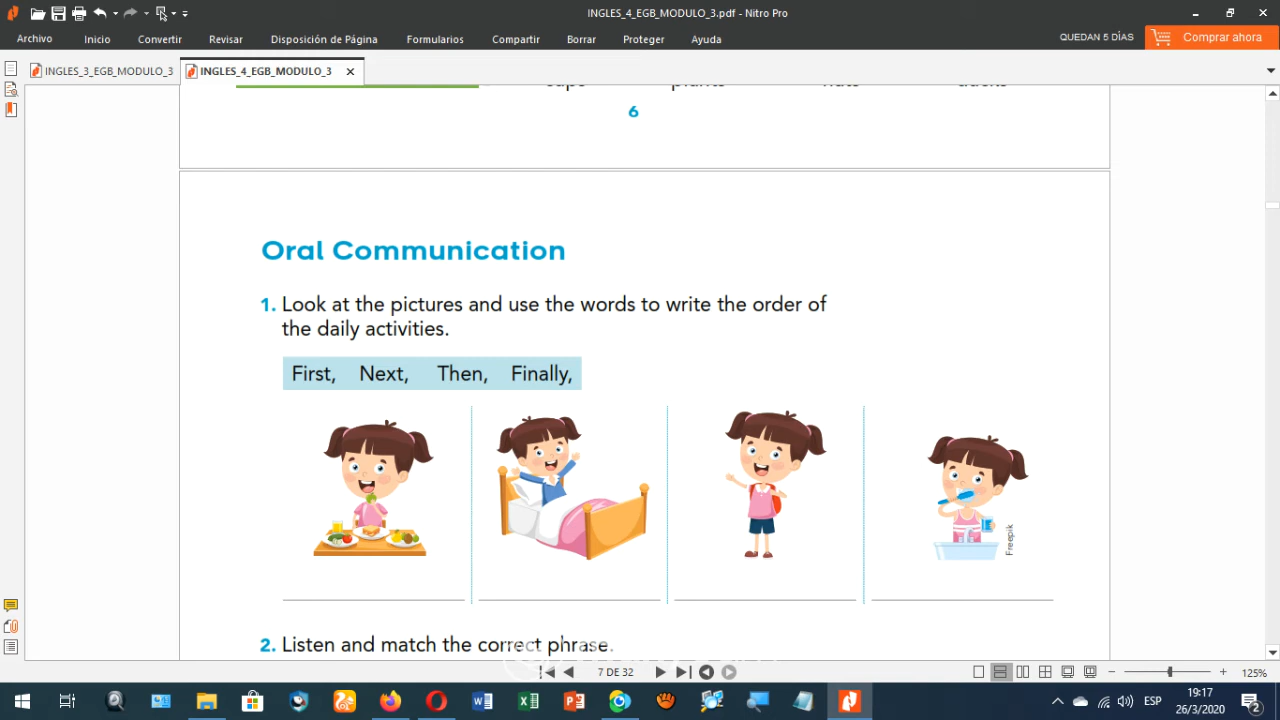 INGLES_4_EGB_MODULO_3.pdf - Nitro Pro
Archivo Inicio Convertir Revisar Disposición de Página Formularios Compartir Borrar Proteger Ayuda QUEDAN 5 DÍAS Comprar ahora
INGLES_3_EGB_MODULO_3 INGLES_4_EGB_MODULO_3
6
Oral Communication
1. Look at the pictures and use the words to write the order of
the daily activities.
First, Next, Then, Finally,
Freepik
2. Listen and match the correct phrase.
7 DE 32 125%
ESP 19:17
26/3/2020 2